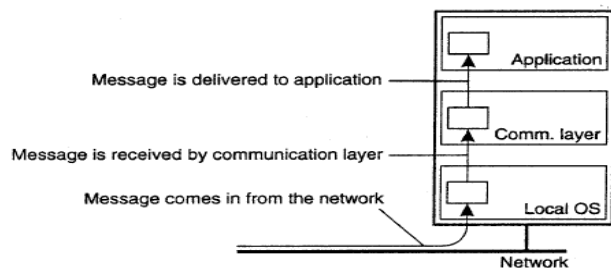 Application
Message is delivered to application
Comm. layer
Message is received by communication layer
Message comes in from the network
Local OS
Network